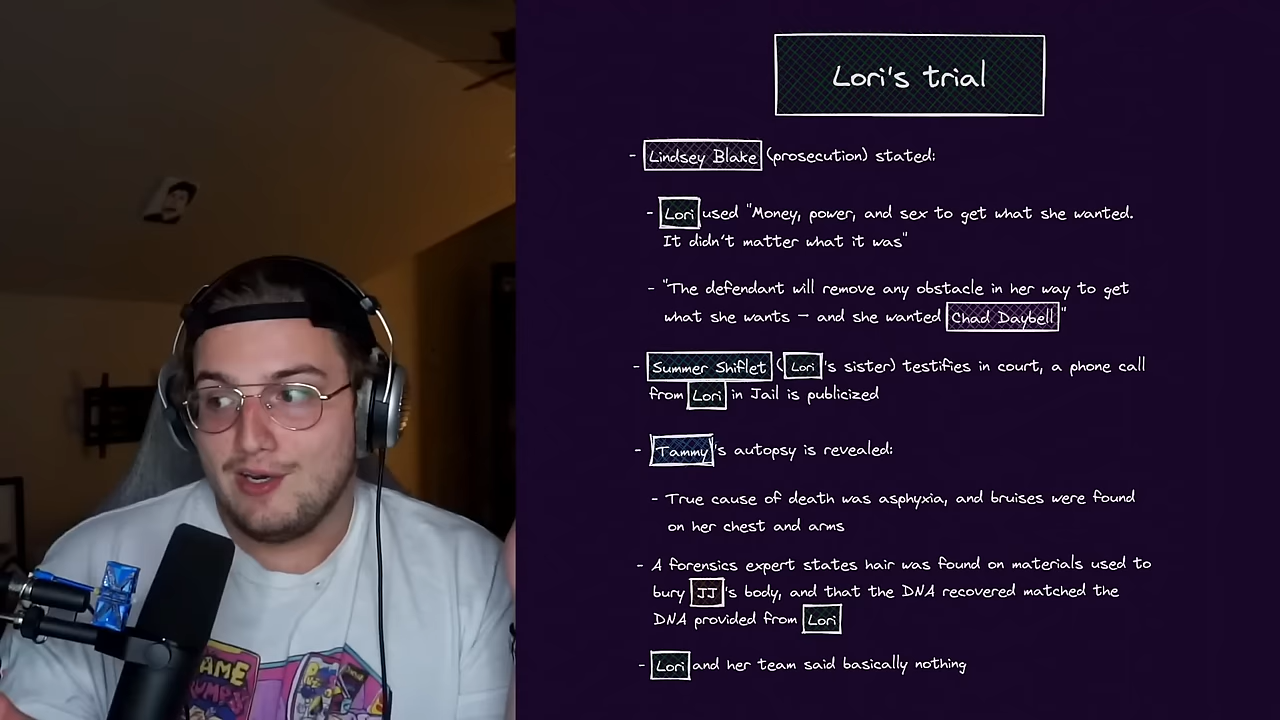 Lori's trial
- Lindsey Blake (prosecution) stated:
- Lori used "Money, power, and sex to get what she wanted.
It didn't matter what it was"
- "The defendant will remove any obstacle in her way to get
what she wants – and she wanted Chad Daybell"
- Summer Shiflet (Lori's sister) testifies in court, a phone call
from Lori in Jail is publicized
- Tammy's autopsy is revealed:
- True cause of death was asphyxia, and bruises were found
on her chest and arms
- A forensics expert states hair was found on materials used to
bury JJ's body, and that the DNA recovered matched the
DNA provided from Lori
- Lori and her team said basically nothing
GAME
GRUMPS